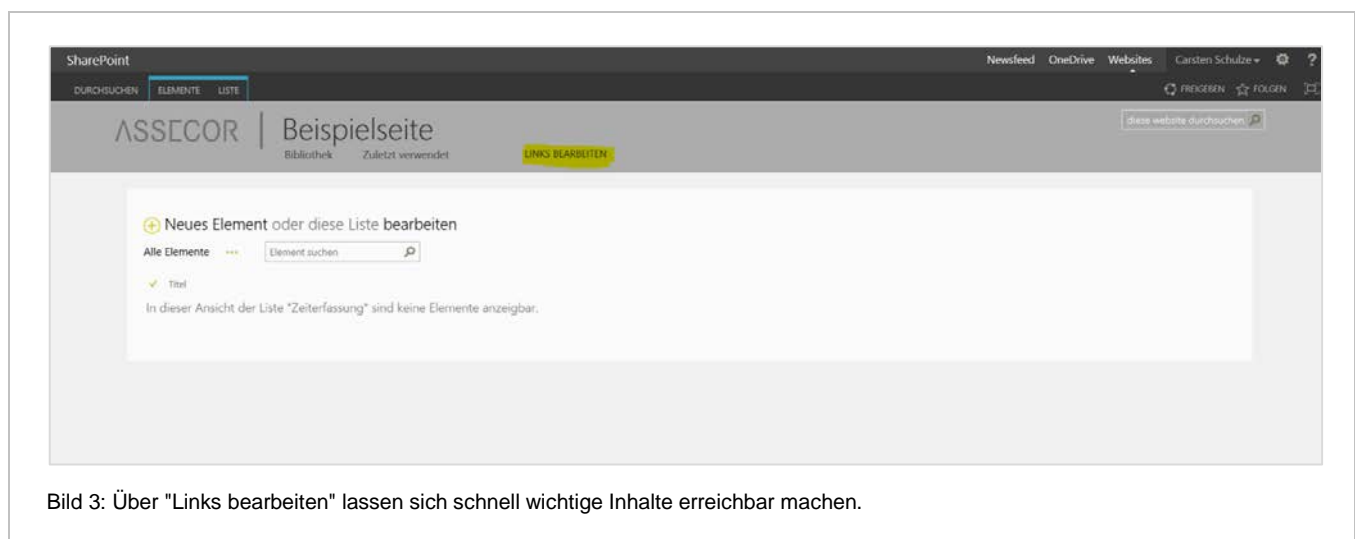 SharePoint Newsfeed OneDrive Websites Carsten Schulze ?
DURCHSUCHEN ELEMENTE LISTE FREIGEBEN FOLGEN
ASSECOR Beispielseite diese website durchsuchen
Bibliothek Zuletzt verwendet LINKS BEARBEITEN
Neues Element oder diese Liste bearbeiten
Alle Elemente ... Element suchen
Titel
In dieser Ansicht der Liste "Zeiterfassung" sind keine Elemente anzeigbar.
Bild 3: Über "Links bearbeiten" lassen sich schnell wichtige Inhalte erreichbar machen.